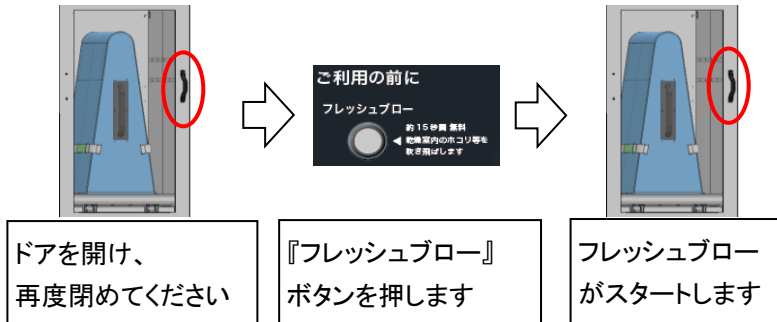 ご利用の前に
フレッシュブロー
約15秒間 無料
乾燥室内のホコリ等を
吹き飛ばします
ドアを開け、
再度閉めてください
『フレッシュブロー』
ボタンを押します
フレッシュブロー
がスタートします